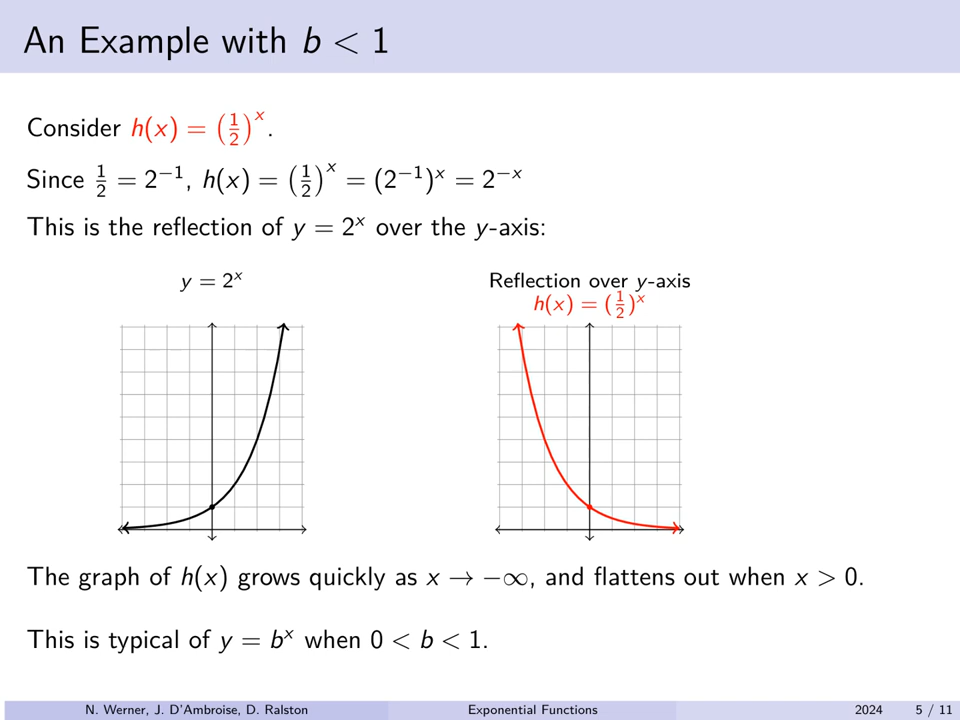 An Example with b < 1
Consider h(x) = (1/2)^x.
Since 1/2 = 2^−1, h(x) = (1/2)^x = (2^−1)^x = 2^−x
This is the reflection of y = 2^x over the y-axis:
y = 2^x
Reflection over y-axis
h(x) = (1/2)^x
The graph of h(x) grows quickly as x → −∞, and flattens out when x > 0.
This is typical of y = b^x when 0 < b < 1.
N. Werner, J. D'Ambroise, D. Ralston Exponential Functions 2024 5 / 11